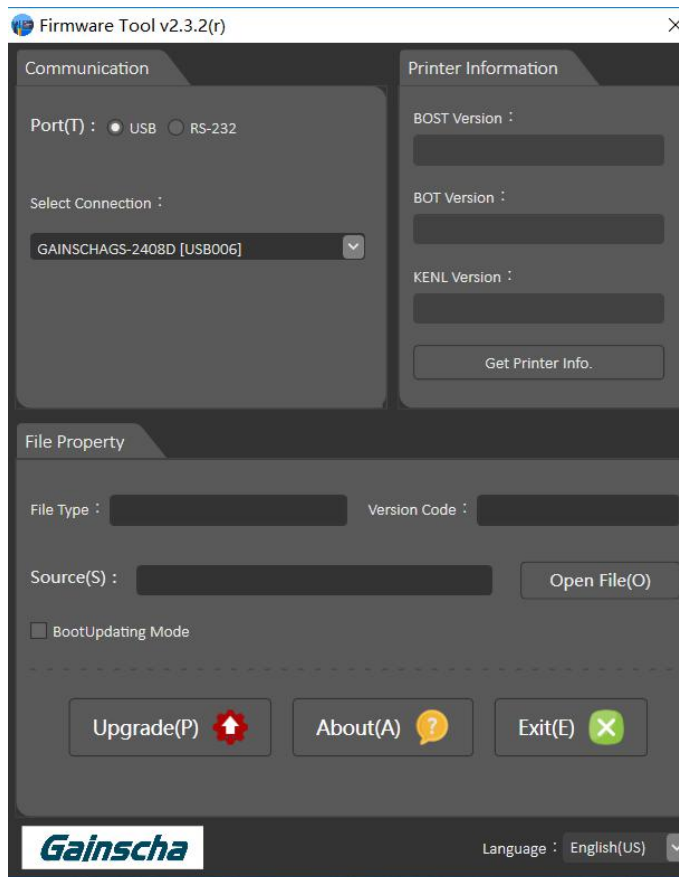 Firmware Tool v2.3.2(r)
Communication
Port(T) : USB RS-232
Select Connection :
GAINSCHAGS-2408D [USB006]
Printer Information
BOST Version :
BOT Version :
KENL Version :
Get Printer Info.
File Property
File Type : Version Code :
Source(S) : Open File(O)
BootUpdating Mode
Upgrade(P) About(A) ? Exit(E)
Gainscha
Language : English(US)